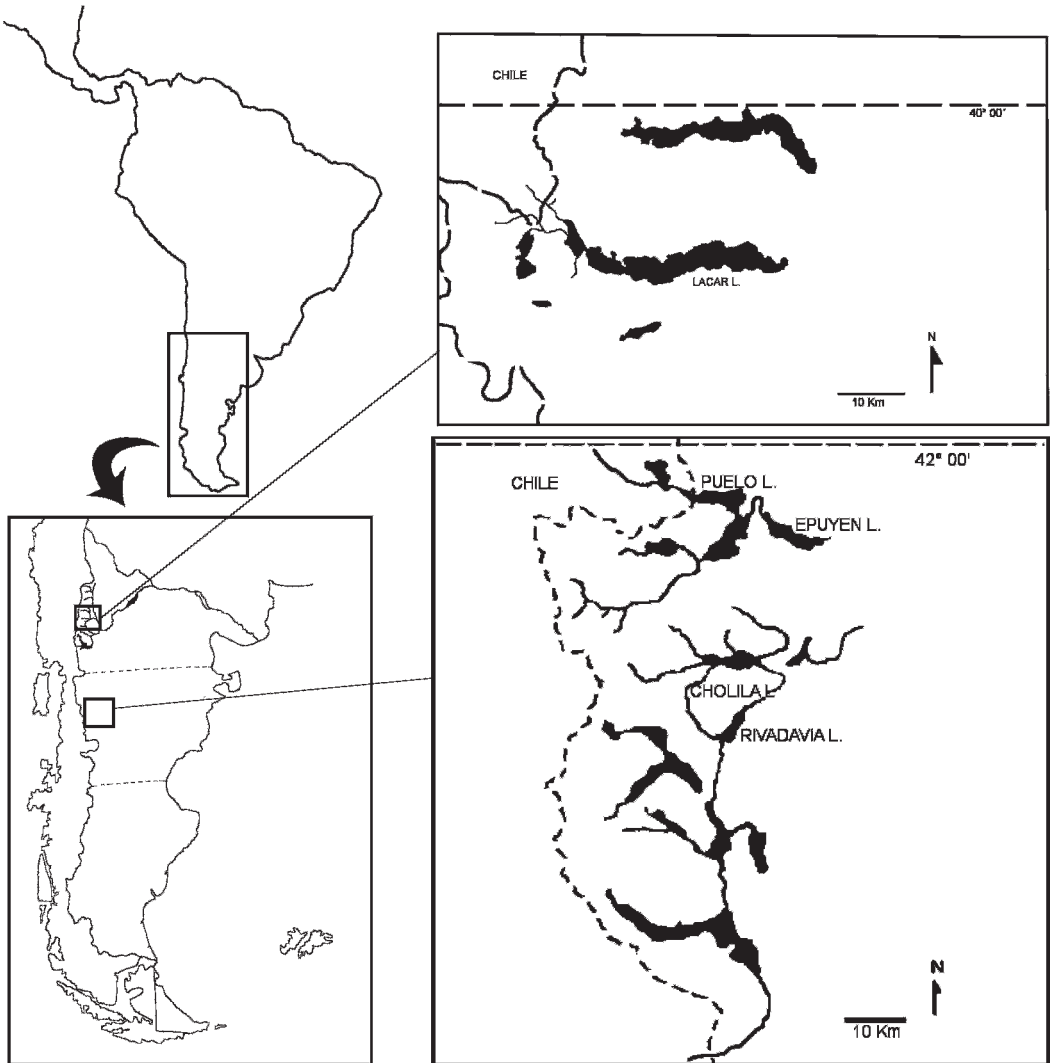 CHILE
40° 00'
LACAR L.
N
10 Km
42° 00'
CHILE
PUELO L.
EPUYEN L.
CHOLILA L
RIVADAVIA L.
N
10 Km